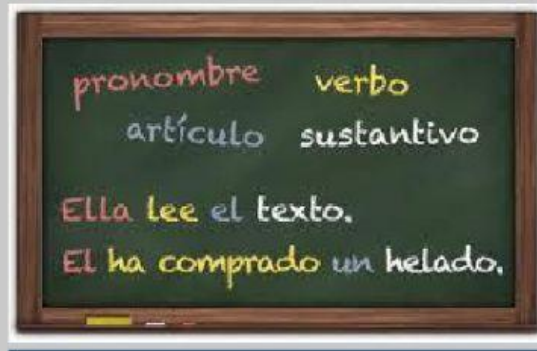 pronombre verbo
artículo sustantivo
Ella lee el texto.
El ha comprado un helado.